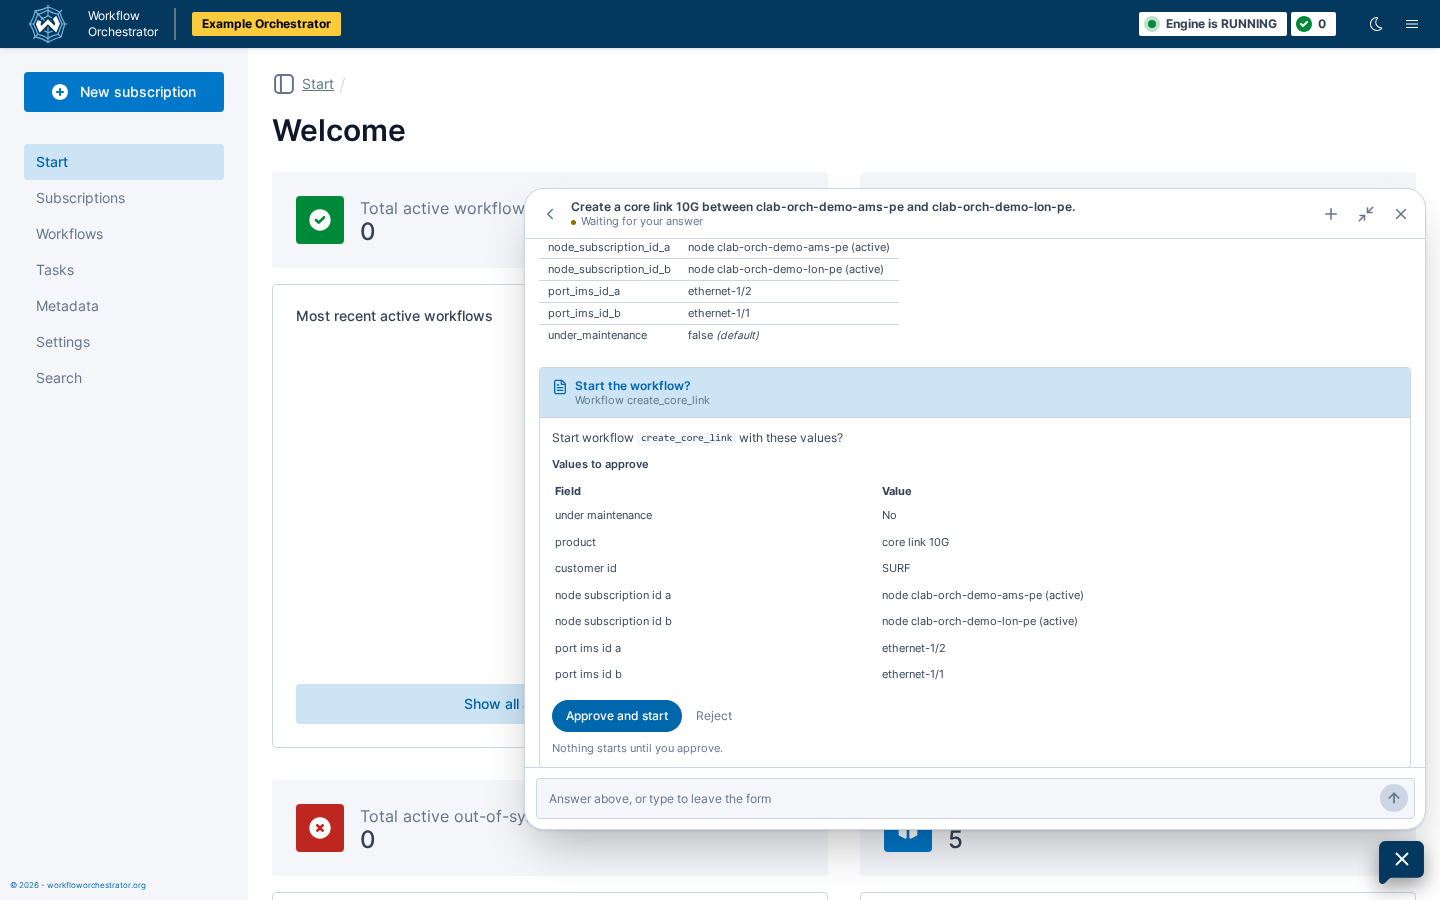 Workflow
Orchestrator
Example Orchestrator
Engine is RUNNING
0
New subscription
Start
Subscriptions
Workflows
Tasks
Metadata
Settings
Search
© 2026 - workfloworchestrator.org
Start /
Welcome
Total active workflow
0
Most recent active workflows
Show all
Total active out-of-sy
0
5
Create a core link 10G between clab-orch-demo-ams-pe and clab-orch-demo-lon-pe.
Waiting for your answer
node_subscription_id_a node clab-orch-demo-ams-pe (active)
node_subscription_id_b node clab-orch-demo-lon-pe (active)
port_ims_id_a ethernet-1/2
port_ims_id_b ethernet-1/1
under_maintenance false (default)
Start the workflow?
Workflow create_core_link
Start workflow create_core_link with these values?
Values to approve
Field Value
under maintenance No
product core link 10G
customer id SURF
node subscription id a node clab-orch-demo-ams-pe (active)
node subscription id b node clab-orch-demo-lon-pe (active)
port ims id a ethernet-1/2
port ims id b ethernet-1/1
Approve and start Reject
Nothing starts until you approve.
Answer above, or type to leave the form